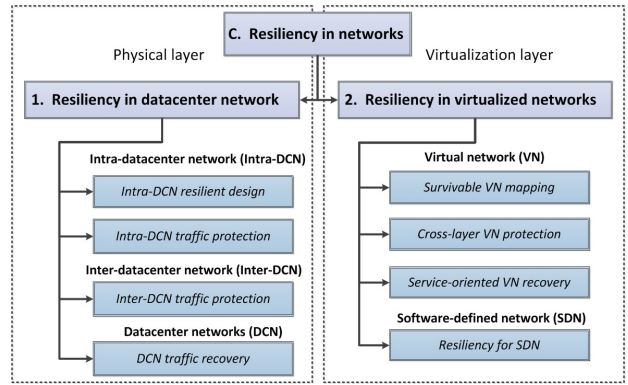 C. Resiliency in networks
Physical layer
Virtualization layer
1. Resiliency in datacenter network
2. Resiliency in virtualized networks
Intra-datacenter network (Intra-DCN)
Intra-DCN resilient design
Intra-DCN traffic protection
Inter-datacenter network (Inter-DCN)
Inter-DCN traffic protection
Datacenter networks (DCN)
DCN traffic recovery
Virtual network (VN)
Survivable VN mapping
Cross-layer VN protection
Service-oriented VN recovery
Software-defined network (SDN)
Resiliency for SDN